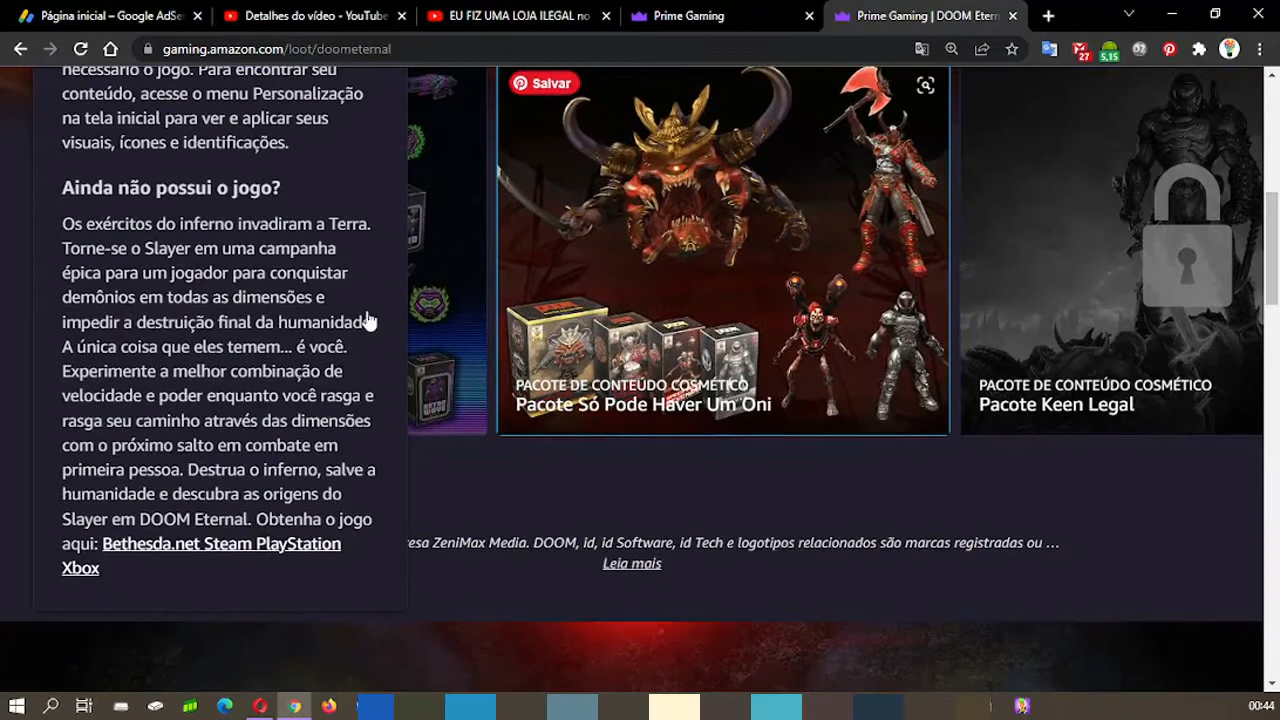 Página inicial – Google AdSe
Detalhes do vídeo - YouTube
EU FIZ UMA LOJA ILEGAL no
Prime Gaming
Prime Gaming | DOOM Etern
gaming.amazon.com/loot/doometernal
27
5,15
necessário o jogo. Para encontrar seu
conteúdo, acesse o menu Personalização
na tela inicial para ver e aplicar seus
visuais, ícones e identificações.
Ainda não possui o jogo?
Os exércitos do inferno invadiram a Terra.
Torne-se o Slayer em uma campanha
épica para um jogador para conquistar
demônios em todas as dimensões e
impedir a destruição final da humanidad
A única coisa que eles temem... é você.
Experimente a melhor combinação de
velocidade e poder enquanto você rasga e
rasga seu caminho através das dimensões
com o próximo salto em combate em
primeira pessoa. Destrua o inferno, salve a
humanidade e descubra as origens do
Slayer em DOOM Eternal. Obtenha o jogo
aqui: Bethesda.net Steam PlayStation
Xbox
Salvar
PACOTE DE CONTEÚDO COSMÉTICO
Pacote Só Pode Haver Um Oni
PACOTE DE CONTEÚDO COSMÉTICO
Pacote Keen Legal
esa ZeniMax Media. DOOM, id, id Software, id Tech e logotipos relacionados são marcas registradas ou …
Leia mais
00:44